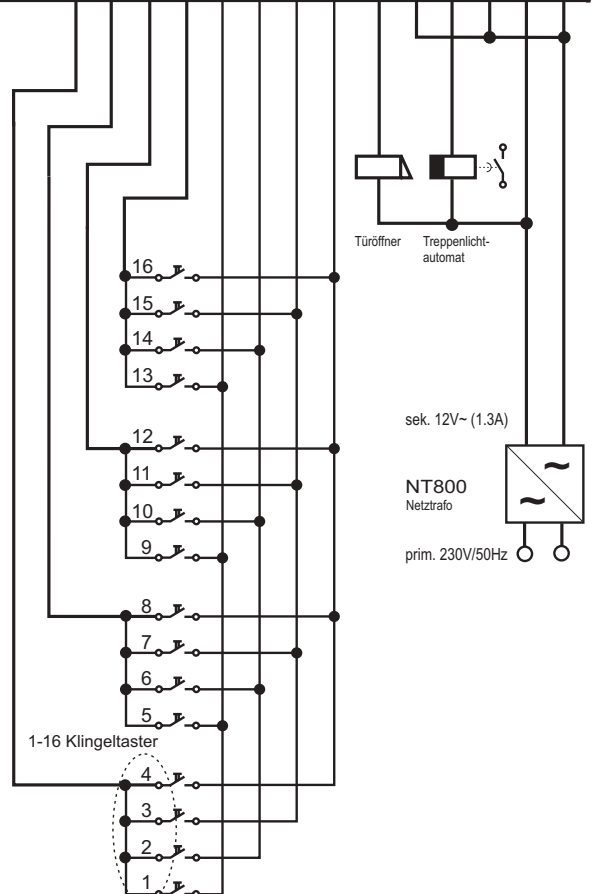 Türöffner
Treppenlicht-
automat
16
15
14
13
12
11
10
9
8
7
6
5
1-16 Klingeltaster
4
3
2
1
sek. 12V~ (1.3A)
NT800
Netztrafo
~
~
prim. 230V/50Hz